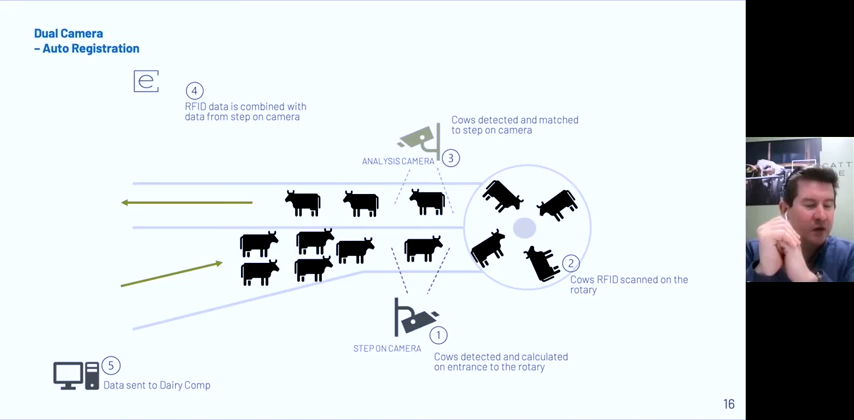 Dual Camera
– Auto Registration
e
4
RFID data is combined with
data from step on camera
Cows detected and matched
to step on camera
ANALYSIS CAMERA
3
2
Cows RFID scanned on the
rotary
1
STEP ON CAMERA
Cows detected and calculated
on entrance to the rotary
5
Data sent to Dairy Comp
16